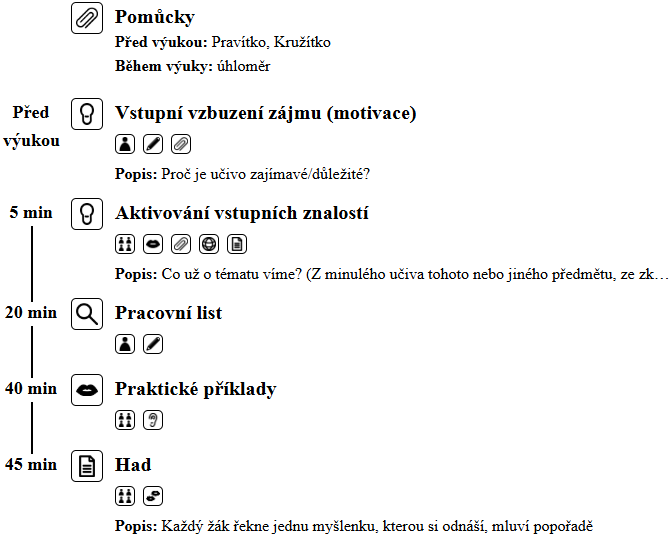 Pomůcky
Před výukou: Pravítko, Kružítko
Během výuky: úhloměr
Před
výukou
Vstupní vzbuzení zájmu (motivace)
Popis: Proč je učivo zajímavé/důležité?
5 min
Aktivování vstupních znalostí
Popis: Co už o tématu víme? (Z minulého učiva tohoto nebo jiného předmětu, ze zk…
20 min
Pracovní list
40 min
Praktické příklady
45 min
Had
Popis: Každý žák řekne jednu myšlenku, kterou si odnáší, mluví popořadě